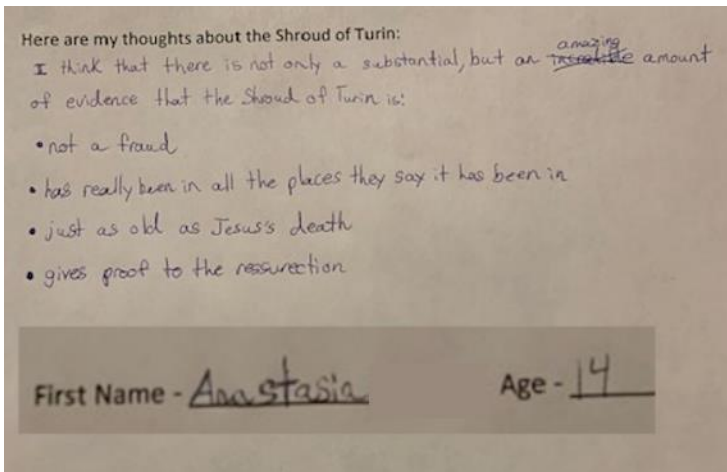 Here are my thoughts about the Shroud of Turin:
amazing
I think that there is not only a substantial, but an incredible amount
of evidence that the Shroud of Turin is:
• not a fraud
• has really been in all the places they say it has been in
• just as old as Jesus's death
• gives proof to the ressurection
First Name - Anastasia Age - 14